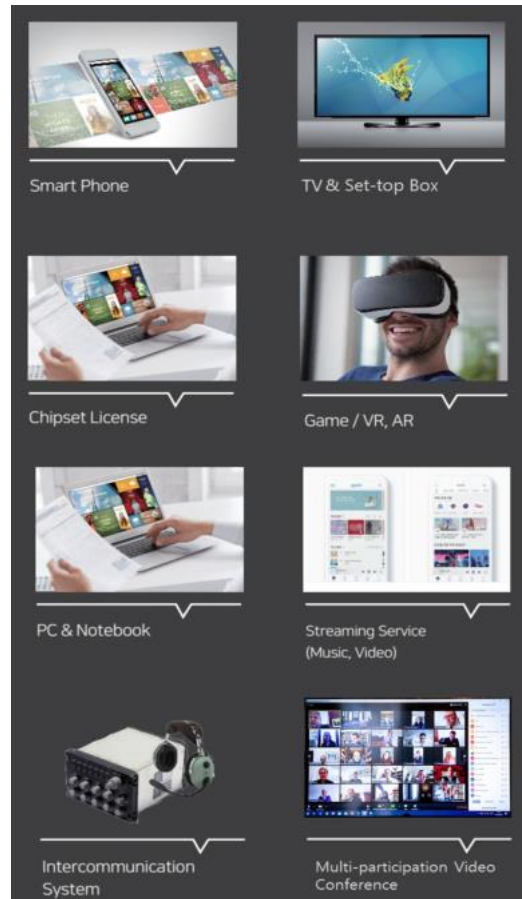 Smart Phone
TV & Set-top Box
Chipset License
Game / VR, AR
PC & Notebook
Streaming Service
(Music, Video)
Intercommunication
System
Multi-participation Video
Conference